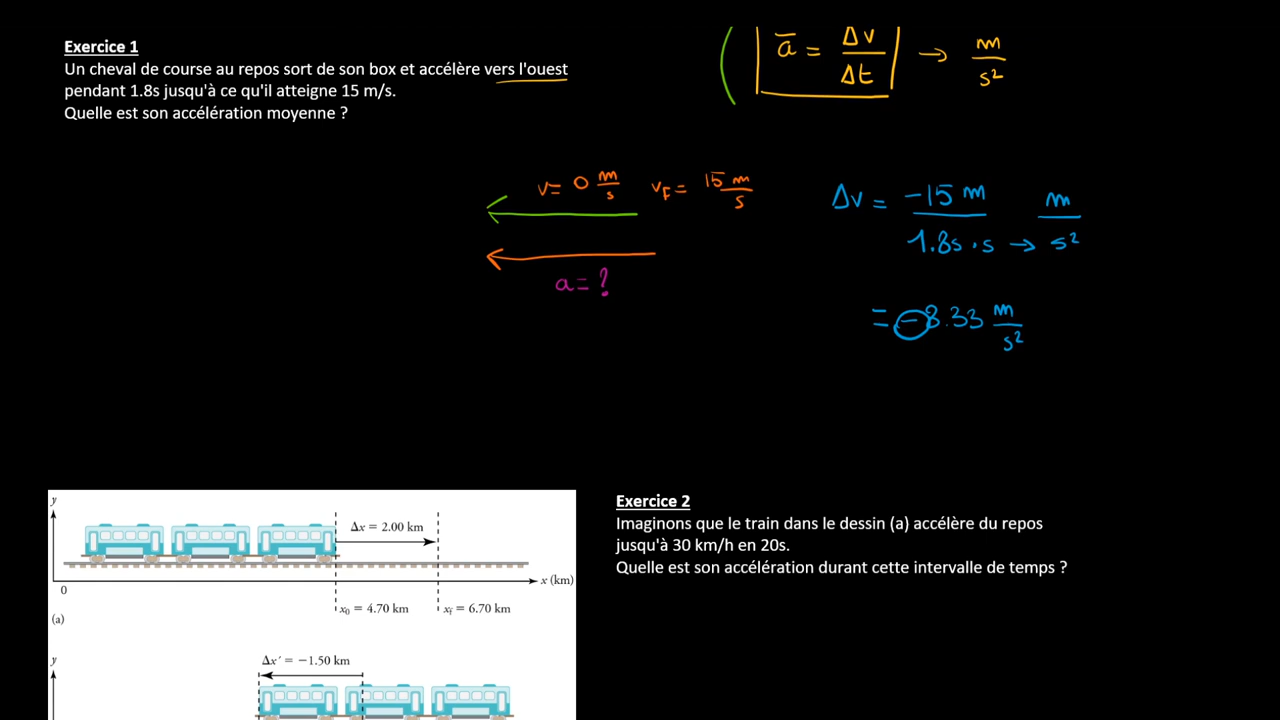 Exercice 1
Un cheval de course au repos sort de son box et accélère vers l'ouest
pendant 1.8s jusqu'à ce qu'il atteigne 15 m/s.
Quelle est son accélération moyenne ?
( | a̅ = Δv/Δt | → m/s²
v = 0 m/s v_F = 15 m/s
a = ?
Δv = -15 m / 1.8s · s → m/s²
= -8.33 m/s²
y
Δx = 2.00 km
x (km)
0
x₀ = 4.70 km x_f = 6.70 km
(a)
Δx′ = −1.50 km
y
Exercice 2
Imaginons que le train dans le dessin (a) accélère du repos
jusqu'à 30 km/h en 20s.
Quelle est son accélération durant cette intervalle de temps ?